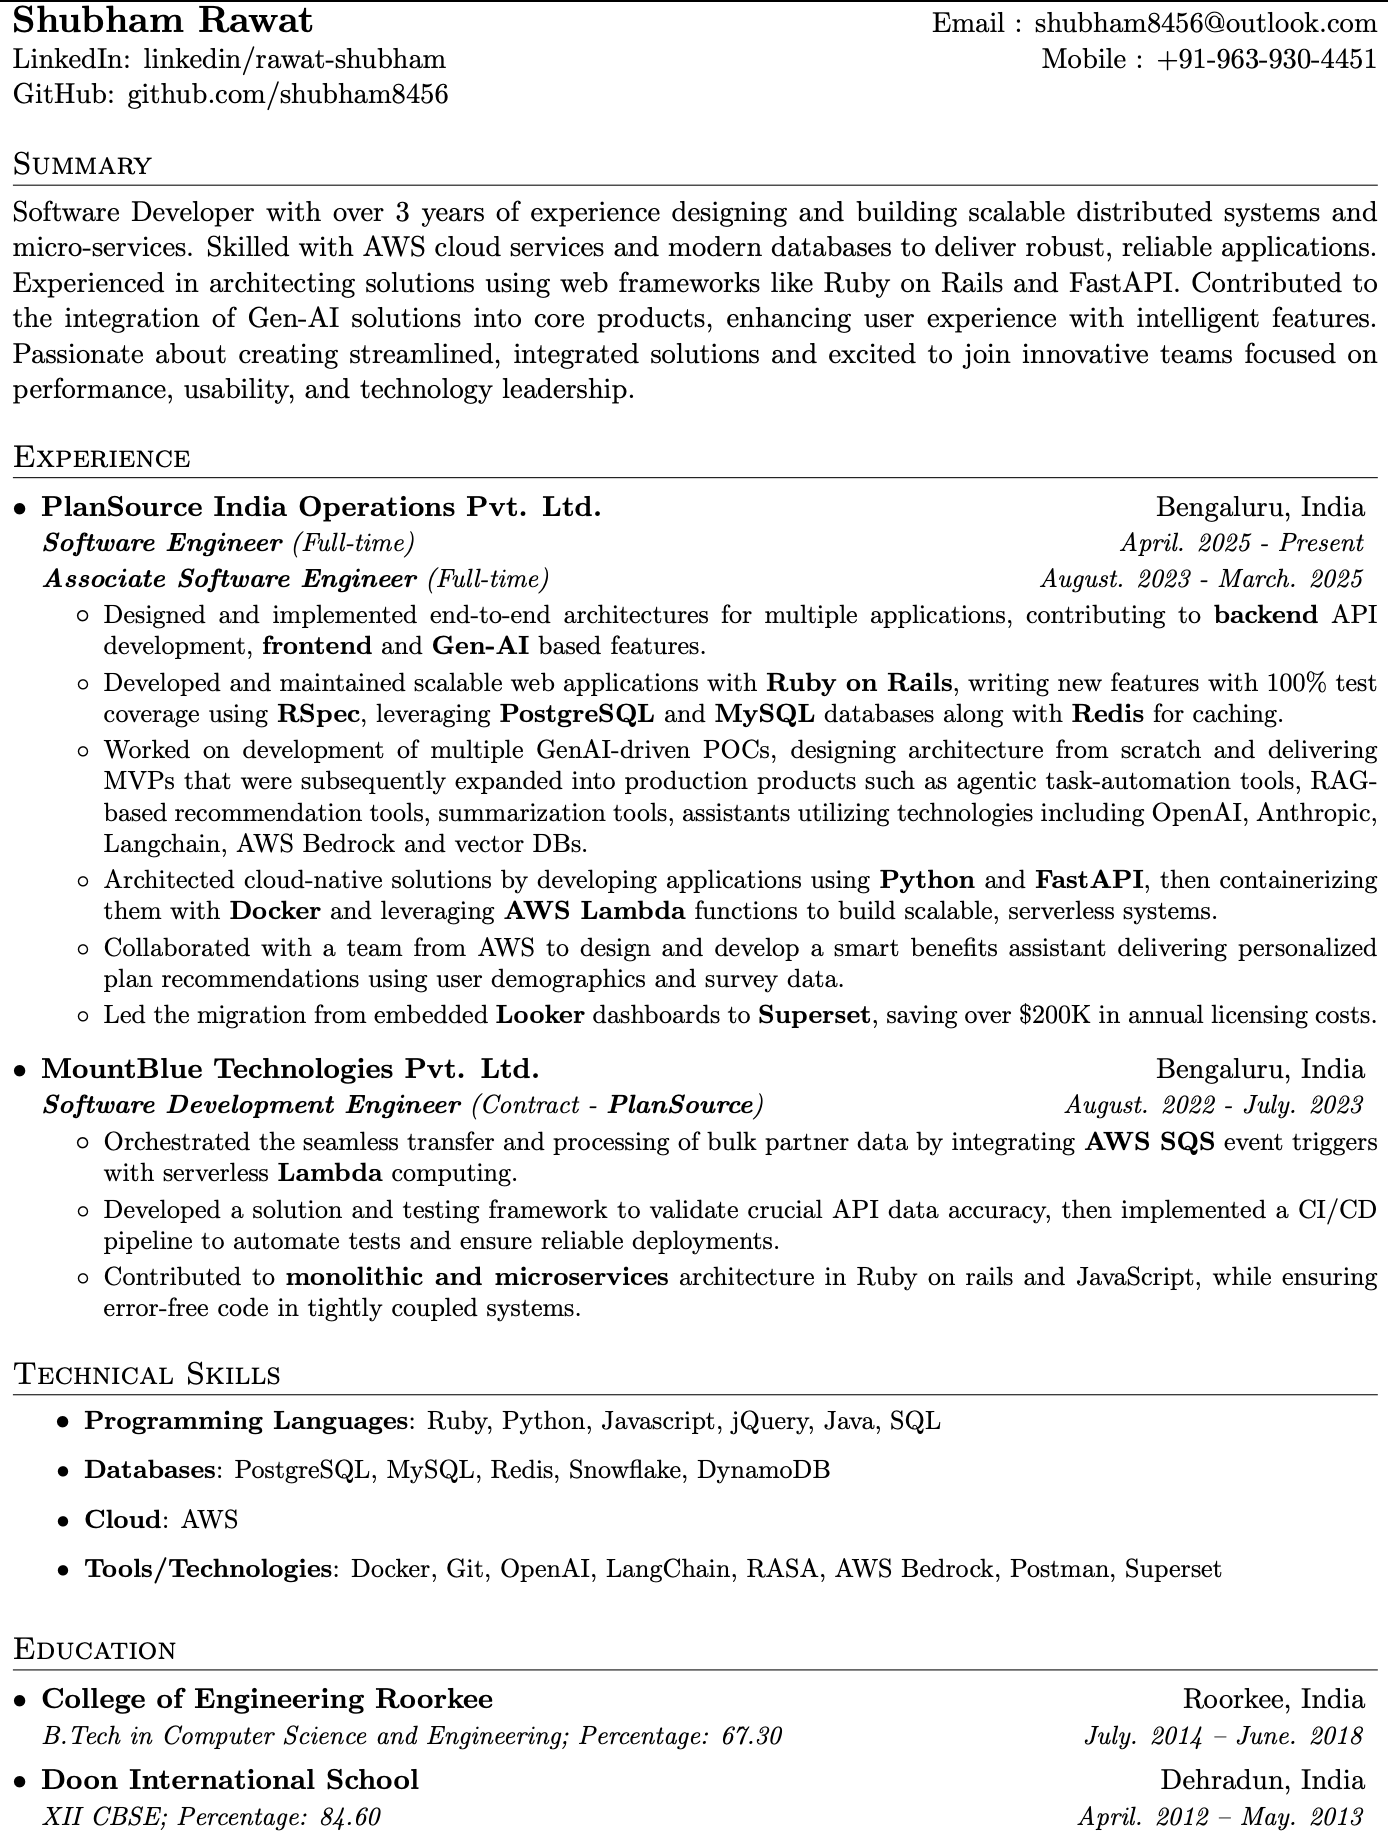 Shubham Rawat
Email : shubham8456@outlook.com
LinkedIn: linkedin/rawat-shubham
Mobile : +91-963-930-4451
GitHub: github.com/shubham8456
Summary
Software Developer with over 3 years of experience designing and building scalable distributed systems and
micro-services. Skilled with AWS cloud services and modern databases to deliver robust, reliable applications.
Experienced in architecting solutions using web frameworks like Ruby on Rails and FastAPI. Contributed to
the integration of Gen-AI solutions into core products, enhancing user experience with intelligent features.
Passionate about creating streamlined, integrated solutions and excited to join innovative teams focused on
performance, usability, and technology leadership.
Experience
• PlanSource India Operations Pvt. Ltd. Bengaluru, India
Software Engineer (Full-time) April. 2025 - Present
Associate Software Engineer (Full-time) August. 2023 - March. 2025
◦ Designed and implemented end-to-end architectures for multiple applications, contributing to backend API
development, frontend and Gen-AI based features.
◦ Developed and maintained scalable web applications with Ruby on Rails, writing new features with 100% test
coverage using RSpec, leveraging PostgreSQL and MySQL databases along with Redis for caching.
◦ Worked on development of multiple GenAI-driven POCs, designing architecture from scratch and delivering
MVPs that were subsequently expanded into production products such as agentic task-automation tools, RAG-
based recommendation tools, summarization tools, assistants utilizing technologies including OpenAI, Anthropic,
Langchain, AWS Bedrock and vector DBs.
◦ Architected cloud-native solutions by developing applications using Python and FastAPI, then containerizing
them with Docker and leveraging AWS Lambda functions to build scalable, serverless systems.
◦ Collaborated with a team from AWS to design and develop a smart benefits assistant delivering personalized
plan recommendations using user demographics and survey data.
◦ Led the migration from embedded Looker dashboards to Superset, saving over $200K in annual licensing costs.
• MountBlue Technologies Pvt. Ltd. Bengaluru, India
Software Development Engineer (Contract - PlanSource) August. 2022 - July. 2023
◦ Orchestrated the seamless transfer and processing of bulk partner data by integrating AWS SQS event triggers
with serverless Lambda computing.
◦ Developed a solution and testing framework to validate crucial API data accuracy, then implemented a CI/CD
pipeline to automate tests and ensure reliable deployments.
◦ Contributed to monolithic and microservices architecture in Ruby on rails and JavaScript, while ensuring
error-free code in tightly coupled systems.
Technical Skills
• Programming Languages: Ruby, Python, Javascript, jQuery, Java, SQL
• Databases: PostgreSQL, MySQL, Redis, Snowflake, DynamoDB
• Cloud: AWS
• Tools/Technologies: Docker, Git, OpenAI, LangChain, RASA, AWS Bedrock, Postman, Superset
Education
• College of Engineering Roorkee Roorkee, India
B.Tech in Computer Science and Engineering; Percentage: 67.30 July. 2014 – June. 2018
• Doon International School Dehradun, India
XII CBSE; Percentage: 84.60 April. 2012 – May. 2013